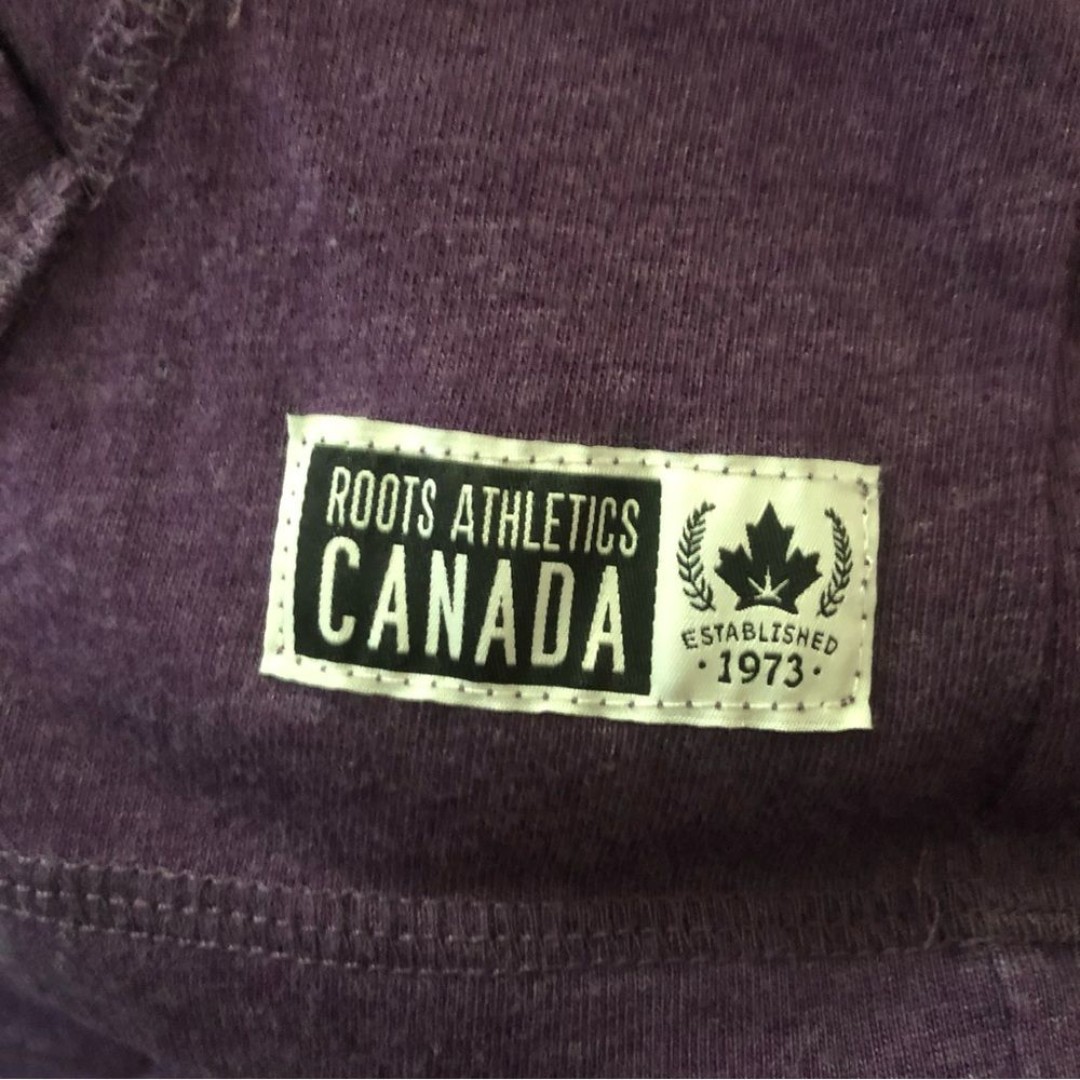 ROOTS ATHLETICS
CANADA
ESTABLISHED
·1973·